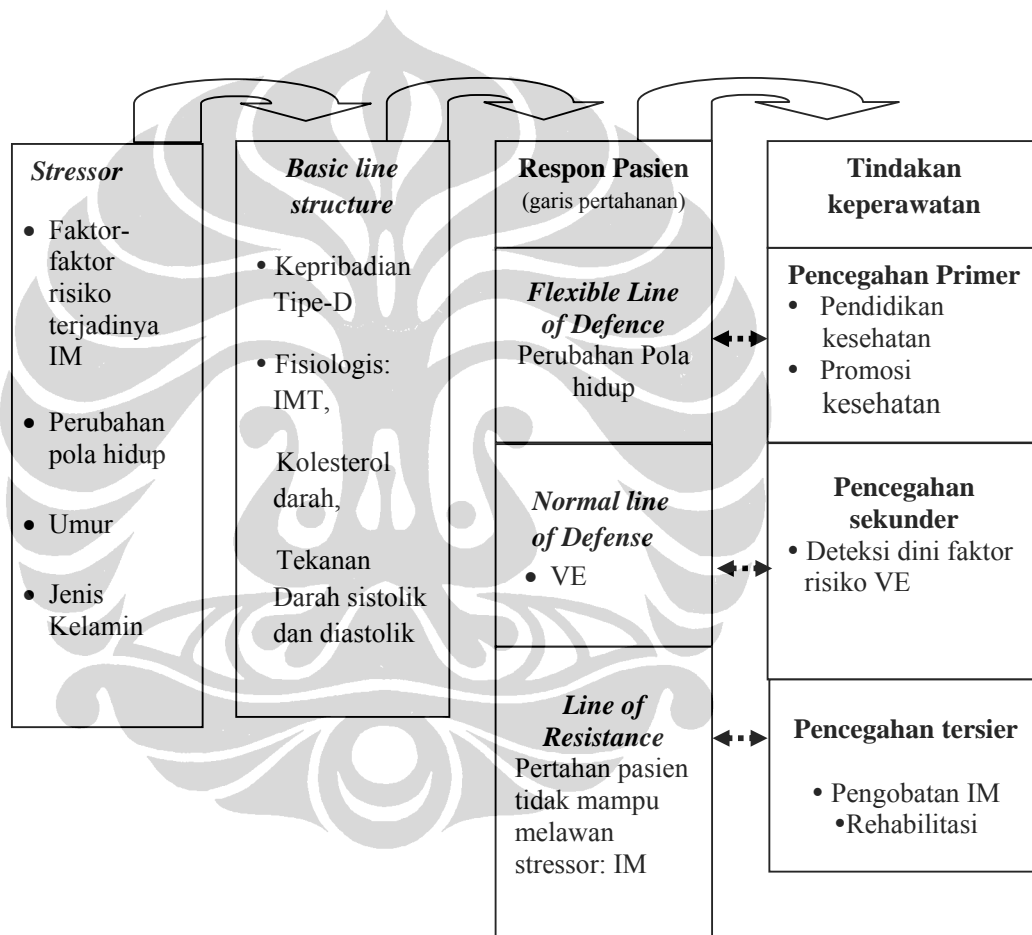 Stressor
• Faktor-
faktor
risiko
terjadinya
IM
• Perubahan
pola hidup
• Umur
• Jenis
Kelamin
Basic line
structure
• Kepribadian
Tipe-D
• Fisiologis:
IMT,
Kolesterol
darah,
Tekanan
Darah sistolik
dan diastolik
Respon Pasien
(garis pertahanan)
Flexible Line
of Defence
Perubahan Pola
hidup
Normal line
of Defense
• VE
Line of
Resistance
Pertahan pasien
tidak mampu
melawan
stressor: IM
Tindakan
keperawatan
Pencegahan Primer
• Pendidikan
kesehatan
• Promosi
kesehatan
Pencegahan
sekunder
• Deteksi dini faktor
risiko VE
Pencegahan tersier
• Pengobatan IM
•Rehabilitasi